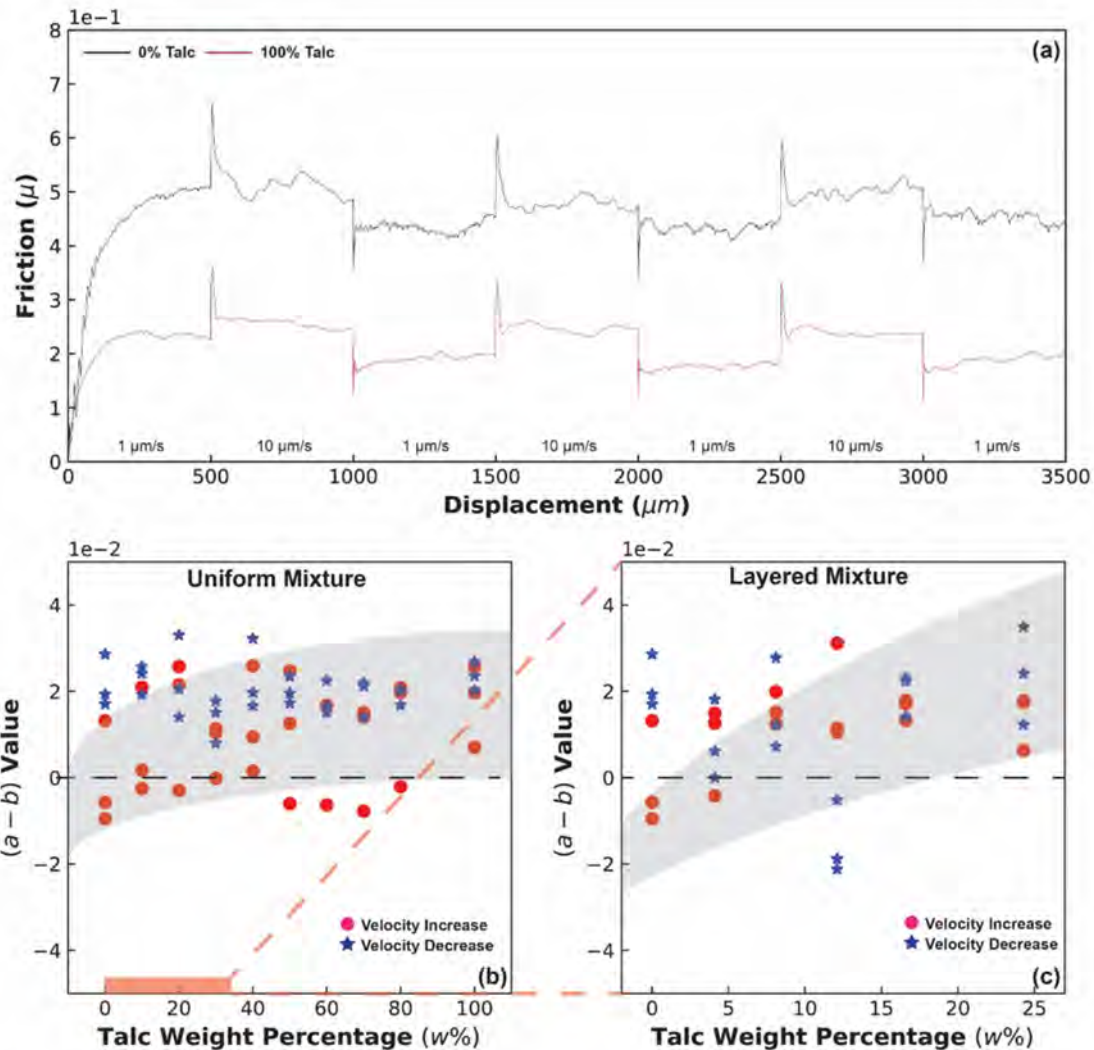 1e−1
8
7
6
5
4
3
2
1
0
Friction (μ)
0% Talc
100% Talc
(a)
1 μm/s
10 μm/s
1 μm/s
10 μm/s
1 μm/s
10 μm/s
1 μm/s
0
500
1000
1500
2000
2500
3000
3500
Displacement (μm)
1e−2
Uniform Mixture
4
2
0
−2
−4
(a − b) Value
Velocity Increase
Velocity Decrease
(b)
0
20
40
60
80
100
Talc Weight Percentage (w%)
1e−2
Layered Mixture
4
2
0
−2
−4
(a − b) Value
Velocity Increase
Velocity Decrease
(c)
0
5
10
15
20
25
Talc Weight Percentage (w%)